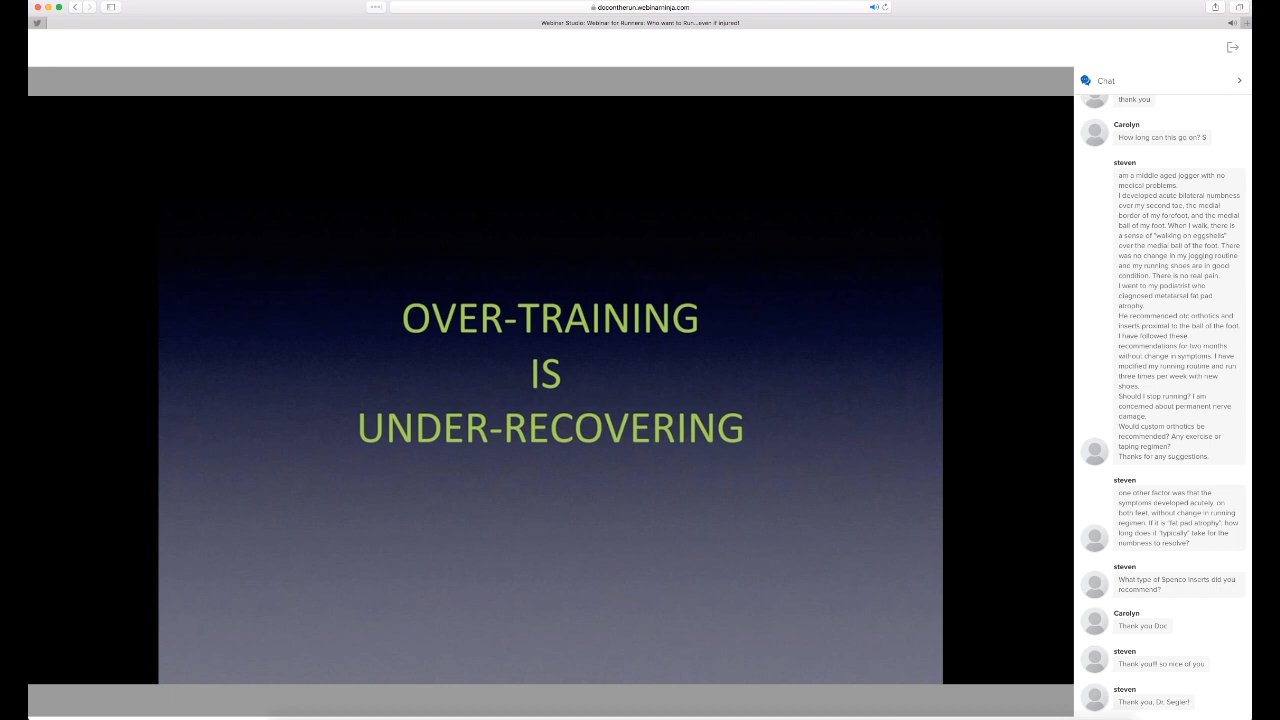 docontherun.webinarninja.com
Webinar Studio: Webinar for Runners: Who want to Run...even if injured!
Chat
thank you
Carolyn
How long can this go on? S
steven
am a middle aged jogger with no
medical problems.
I developed acute bilateral numbness
over my second toe, the medial
border of my forefoot, and the medial
ball of my foot. When I walk, there is
a sense of "walking on eggshells"
over the medial ball of the foot. There
was no change in my jogging routine
and my running shoes are in good
condition. There is no real pain.
I went to my podiatrist who
diagnosed metatarsal fat pad
atrophy.
He recommended otc orthotics and
inserts proximal to the ball of the foot.
I have followed these
recommendations for two months
without change in symptoms. I have
modified my running routine and run
three times per week with new
shoes.
Should I stop running? I am
concerned about permanent nerve
damage.
Would custom orthotics be
recommended? Any exercise or
taping regimen?
Thanks for any suggestions.
steven
one other factor was that the
symptoms developed acutely, on
both feet, without change in running
regimen. If it is "fat pad atrophy", how
long does it "typically" take for the
numbness to resolve?
steven
What type of Spenco inserts did you
recommend?
Carolyn
Thank you Doc
steven
Thank you!!! so nice of you
steven
Thank you, Dr. Segler!
OVER-TRAINING
IS
UNDER-RECOVERING